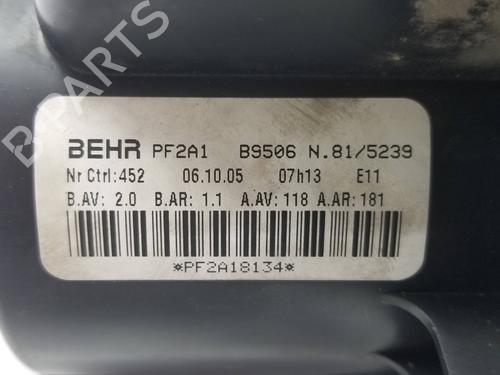 B-PARTS
BEHR PF2A1 B9506 N.81/5239
Nr Ctrl:452 06.10.05 07h13 E11
B.AV: 2.0 B.AR: 1.1 A.AV:118 A.AR:181
*PF2A18134*